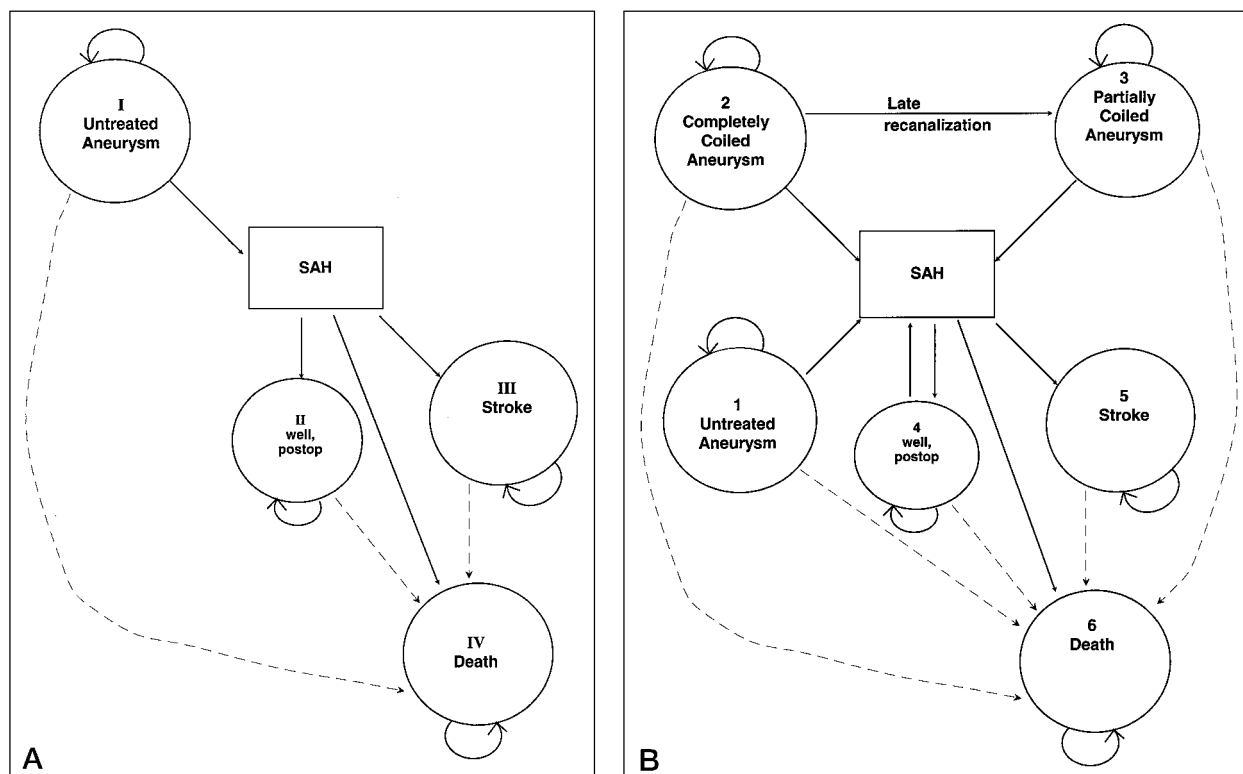 I
Untreated
Aneurysm
SAH
II
well,
postop
III
Stroke
IV
Death
A
2
Completely
Coiled
Aneurysm
Late
recanalization
3
Partially
Coiled
Aneurysm
SAH
1
Untreated
Aneurysm
4
well,
postop
5
Stroke
6
Death
B